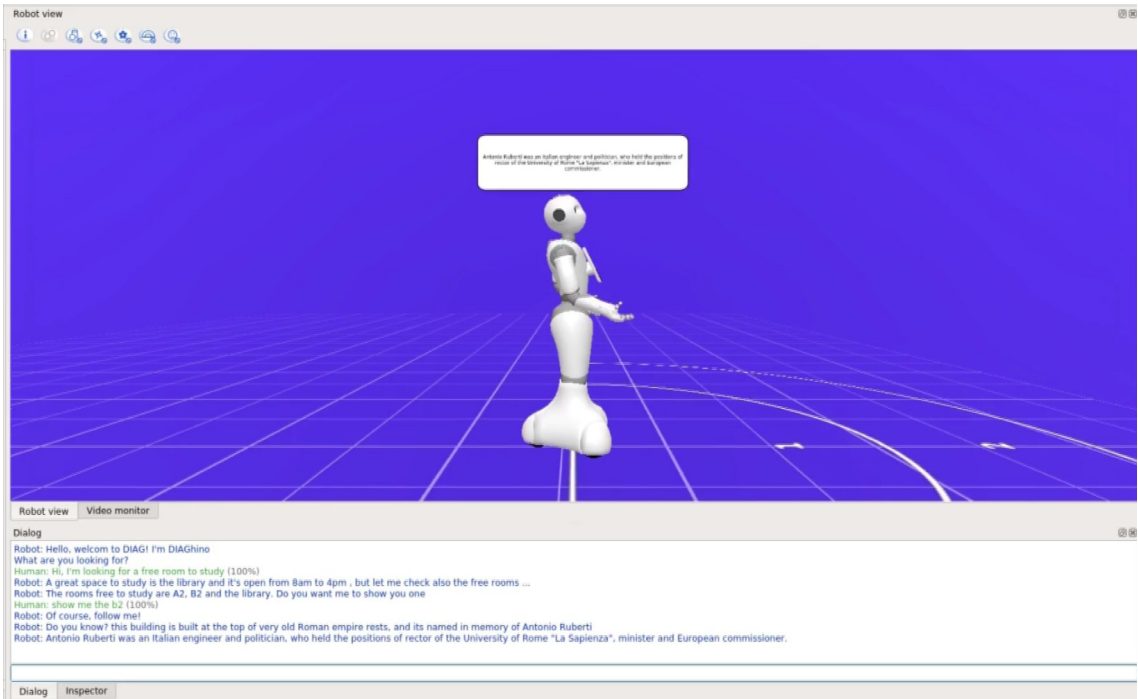 Robot view
Antonio Ruberti was an Italian engineer and politician, who held the positions of
rector of the University of Rome "La Sapienza", minister and European
commissioner.
1
2
Robot view Video monitor
Dialog
Robot: Hello, welcom to DIAG! I'm DIAGhino
What are you looking for?
Human: Hi, I'm looking for a free room to study (100%)
Robot: A great space to study is the library and it's open from 8am to 4pm , but let me check also the free rooms ...
Robot: The rooms free to study are A2, B2 and the library. Do you want me to show you one
Human: show me the b2 (100%)
Robot: Of course, follow me!
Robot: Do you know? this building is built at the top of very old Roman empire rests, and its named in memory of Antonio Ruberti
Robot: Antonio Ruberti was an Italian engineer and politician, who held the positions of rector of the University of Rome "La Sapienza", minister and European commissioner.
Dialog Inspector